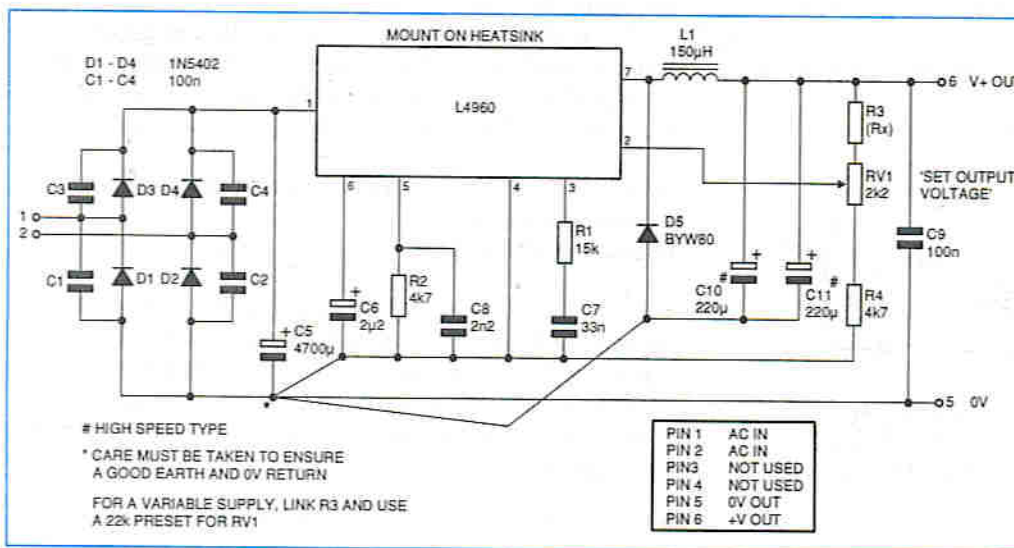 MOUNT ON HEATSINK
L1
150µH
D1 - D4 1N5402
C1 - C4 100n
7
6 V+ OUT
1
L4960
R3
(Rx)
2
C3
D3
D4
C4
6
5
4
3
RV1
2k2
'SET OUTPUT
VOLTAGE'
1
2
R1
15k
D5
BYW80
C9
100n
C1
D1
D2
C2
R2
4k7
+
C6
2µ2
C8
2n2
C7
33n
+
#
C10
220µ
+
#
C11
220µ
R4
4k7
+
C5
4700µ
*
5 0V
# HIGH SPEED TYPE
* CARE MUST BE TAKEN TO ENSURE
A GOOD EARTH AND 0V RETURN
FOR A VARIABLE SUPPLY, LINK R3 AND USE
A 22k PRESET FOR RV1
PIN 1 AC IN
PIN 2 AC IN
PIN3 NOT USED
PIN 4 NOT USED
PIN 5 0V OUT
PIN 6 +V OUT